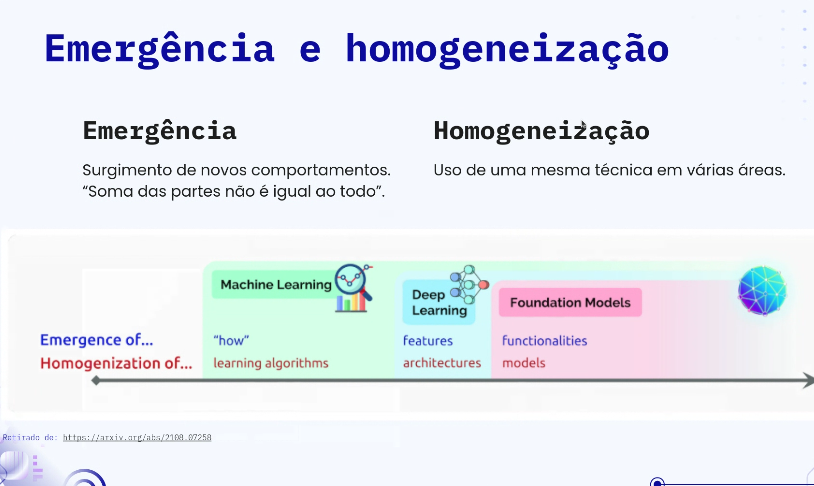 Emergência e homogeneização
Emergência
Surgimento de novos comportamentos.
“Soma das partes não é igual ao todo”.
Homogeneização
Uso de uma mesma técnica em várias áreas.
Machine Learning
Deep
Learning
Foundation Models
Emergence of... “how” features functionalities
Homogenization of... learning algorithms architectures models
Retirado de: https://arxiv.org/abs/2108.07258